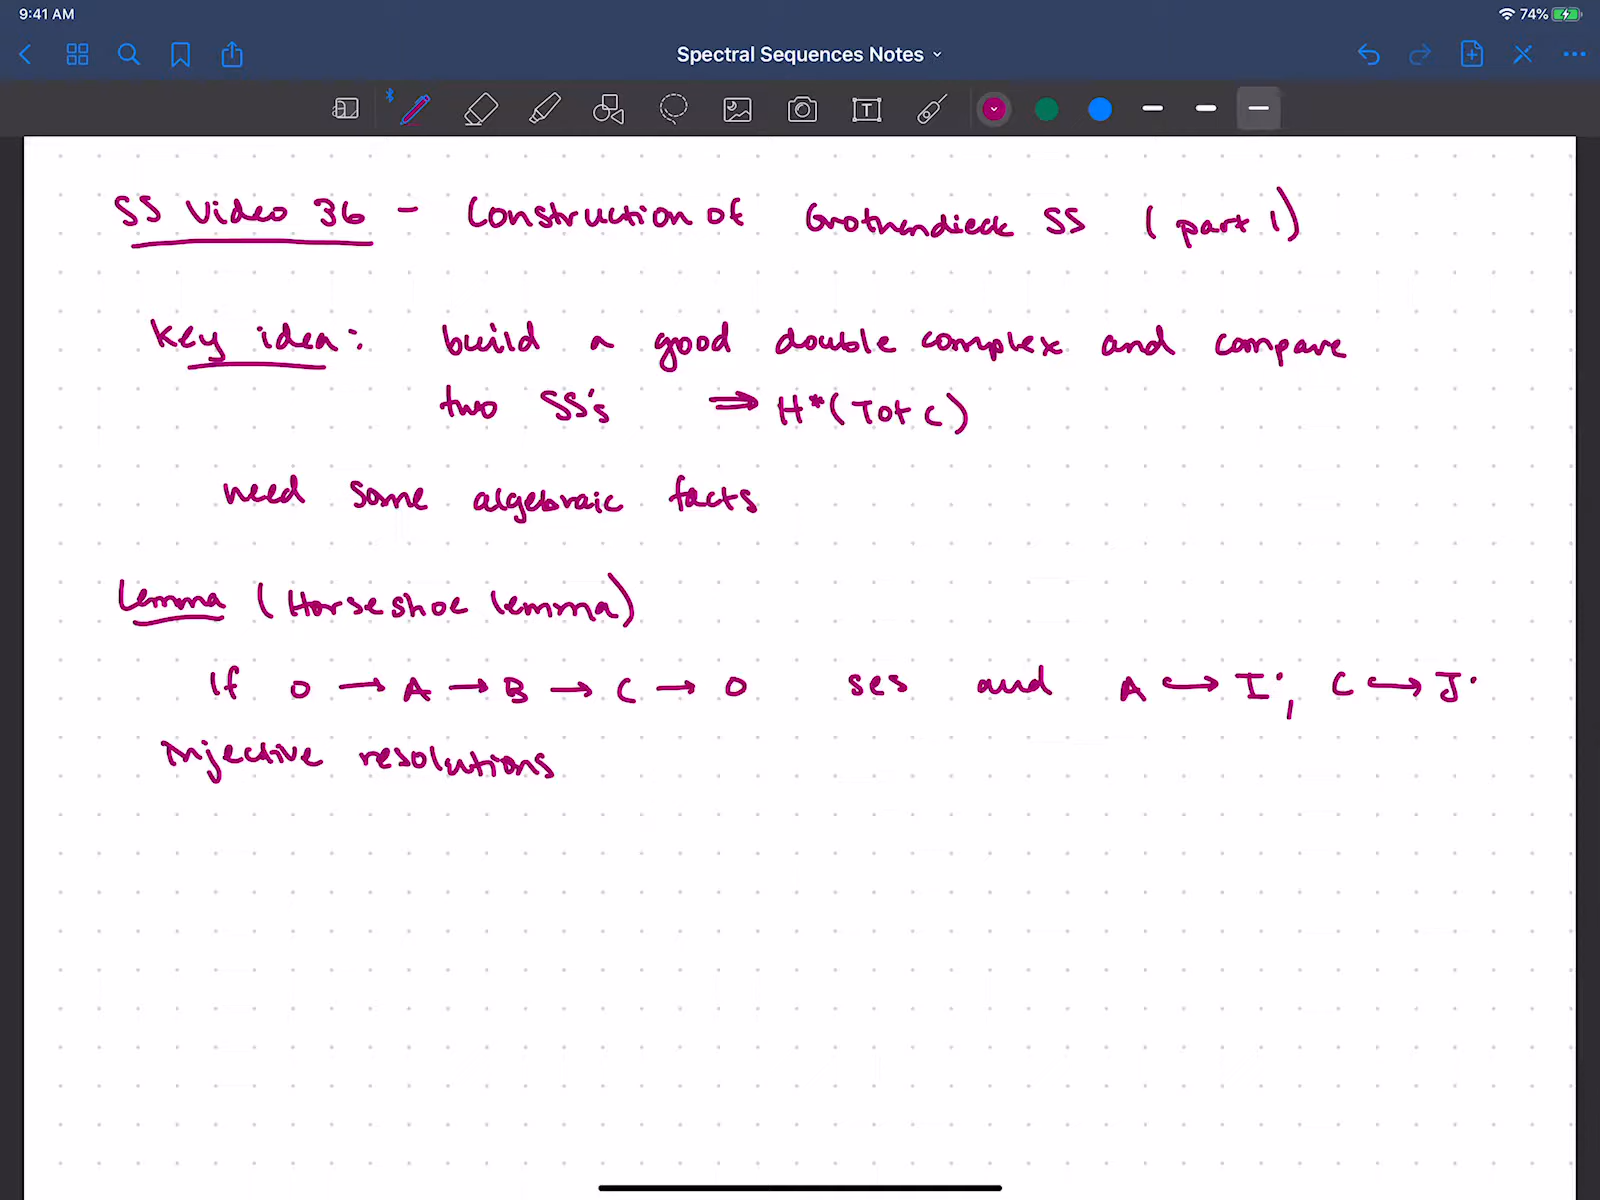 9:41 AM
74%
Spectral Sequences Notes
SS Video 36 - Construction of Grothendieck SS (part 1)
Key idea: build a good double complex and compare
two SS's ⇒ H*(Tot C)
need some algebraic facts
Lemma (Horseshoe lemma)
If 0 → A → B → C → 0 ses and A ↪ I˙, C ↪ J˙
injective resolutions